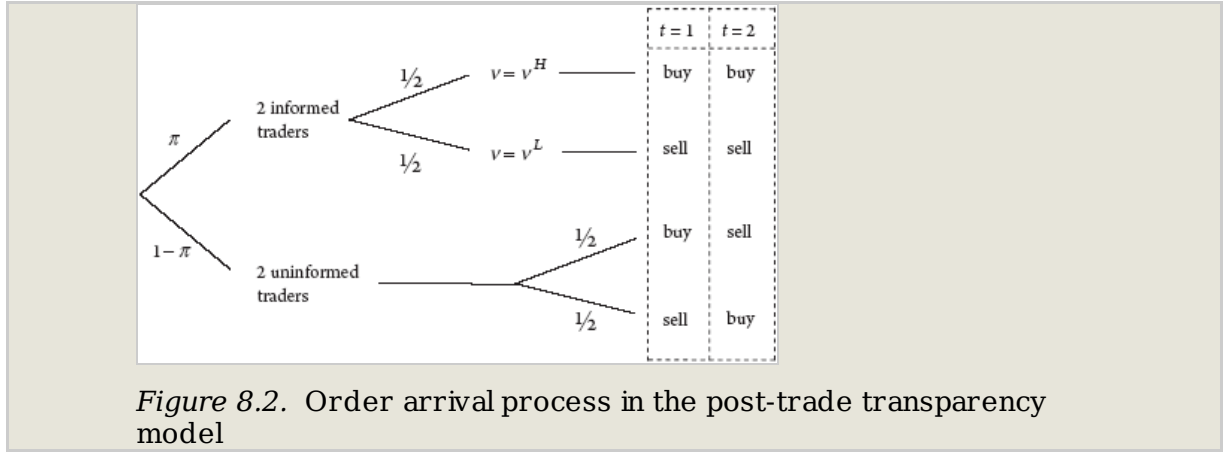 t = 1 t = 2
½ v = v^H buy buy
2 informed
traders
π
½ v = v^L sell sell
½ buy sell
1− π
2 uninformed
traders
½ sell buy
Figure 8.2. Order arrival process in the post-trade transparency
model